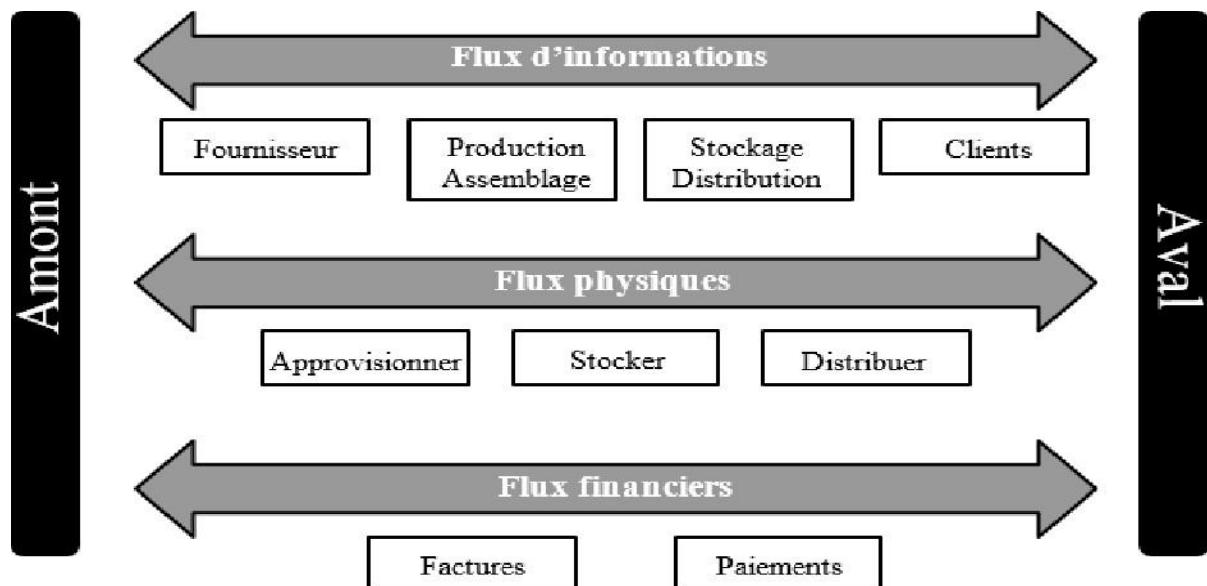 Amont
Flux d’informations
Fournisseur
Production
Assemblage
Stockage
Distribution
Clients
Flux physiques
Approvisionner
Stocker
Distribuer
Flux financiers
Factures
Paiements
Aval